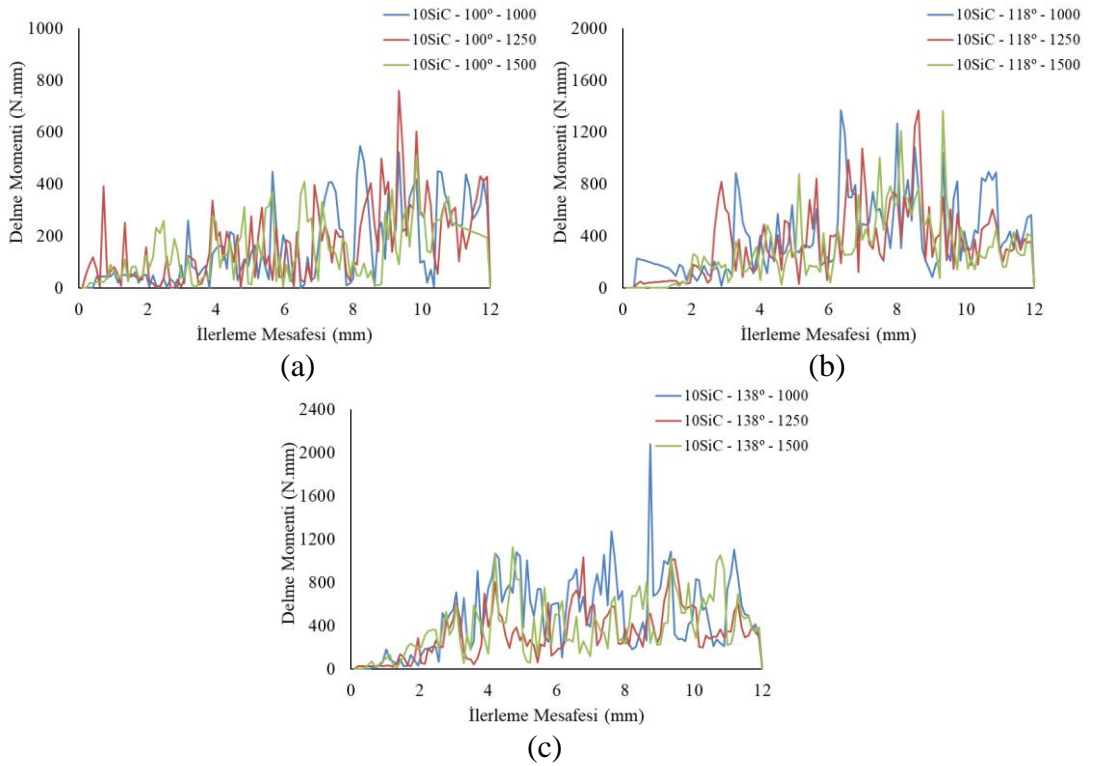 10SiC - 100º - 1000
10SiC - 100º - 1250
10SiC - 100º - 1500
Delme Momenti (N.mm)
1000
800
600
400
200
0
0 2 4 6 8 10 12
İlerleme Mesafesi (mm)
(a)
10SiC - 118º - 1000
10SiC - 118º - 1250
10SiC - 118º - 1500
Delme Momenti (N.mm)
2000
1600
1200
800
400
0
0 2 4 6 8 10 12
İlerleme Mesafesi (mm)
(b)
10SiC - 138º - 1000
10SiC - 138º - 1250
10SiC - 138º - 1500
Delme Momenti (N.mm)
2400
2000
1600
1200
800
400
0
0 2 4 6 8 10 12
İlerleme Mesafesi (mm)
(c)